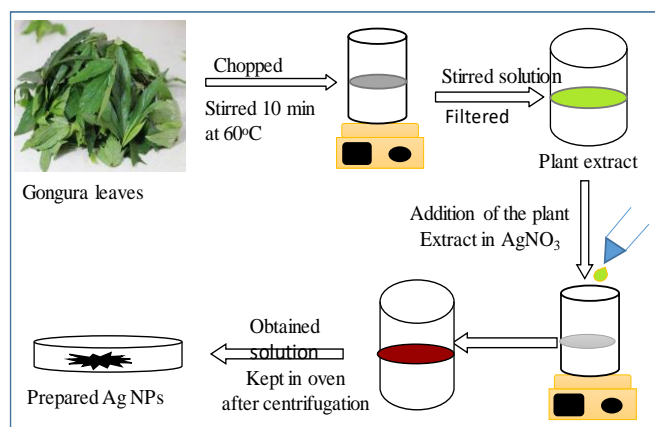 Chopped
Stirred 10 min
at 60°C
Gongura leaves
Stirred solution
Filtered
Plant extract
Addition of the plant
Extract in AgNO₃
Obtained
solution
Kept in oven
after centrifugation
Prepared Ag NPs